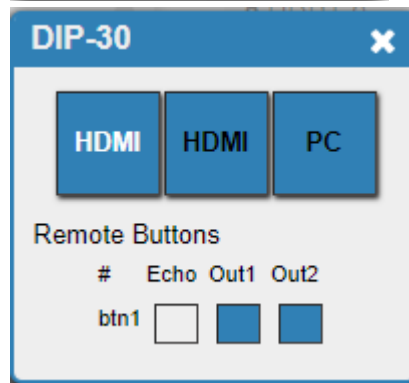 DIP-30 ×
HDMI HDMI PC
Remote Buttons
# Echo Out1 Out2
btn1